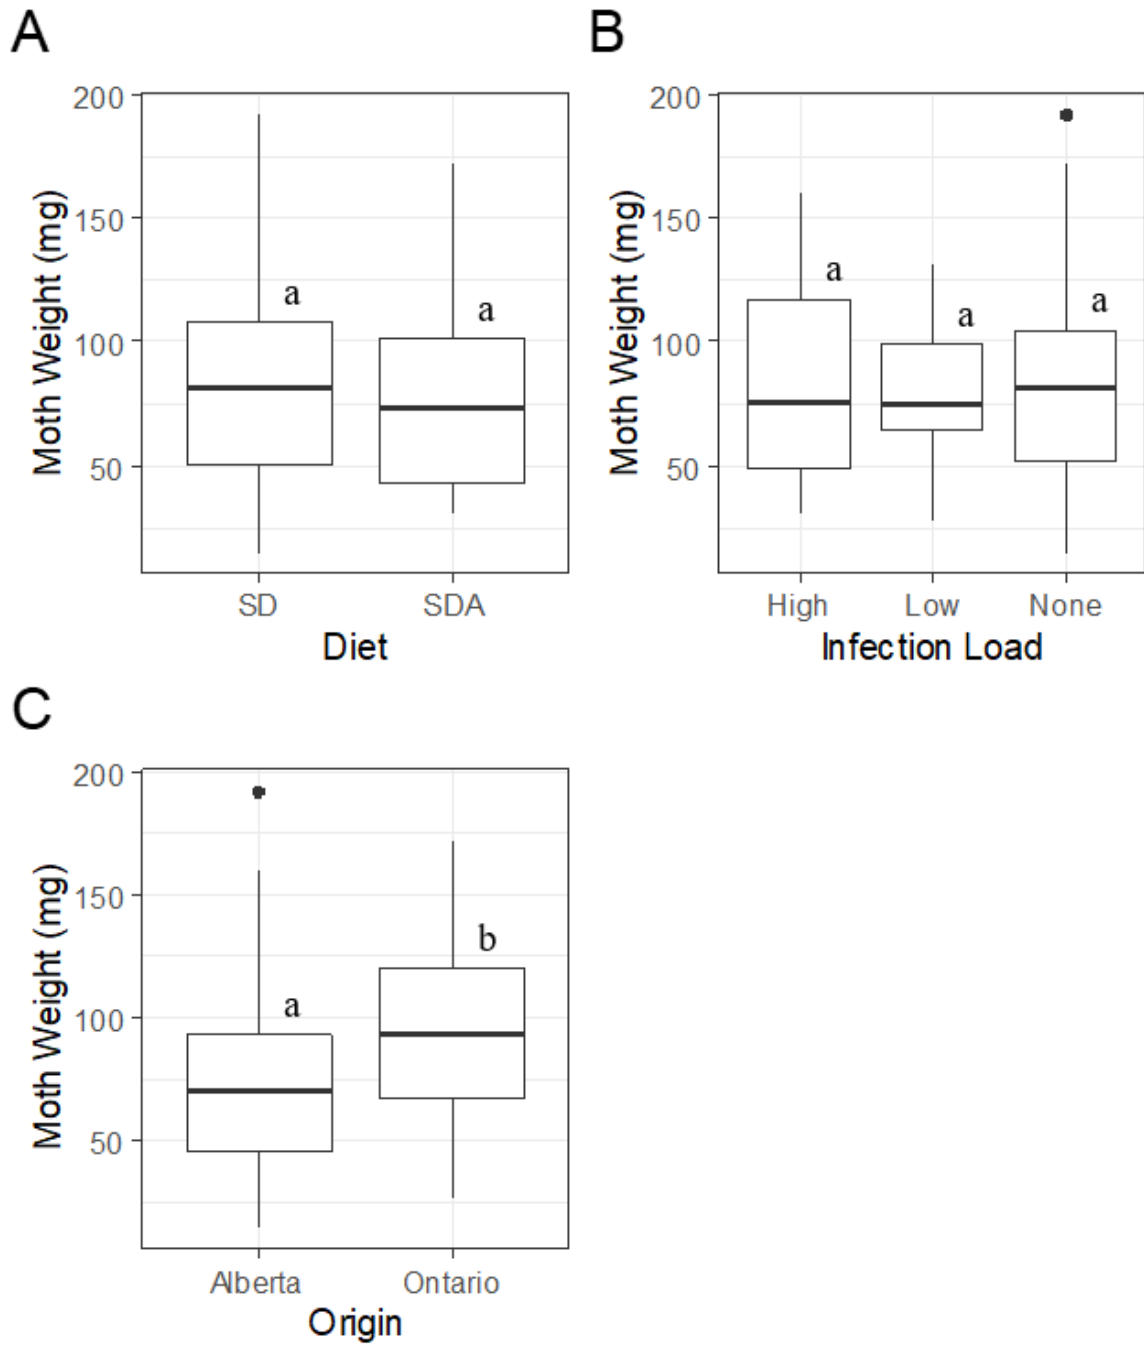 A
200
150
100
50
Moth Weight (mg)
a
a
SD
SDA
Diet
B
200
150
100
50
Moth Weight (mg)
a
a
a
High
Low
None
Infection Load
C
200
150
100
50
Moth Weight (mg)
a
b
Alberta
Ontario
Origin